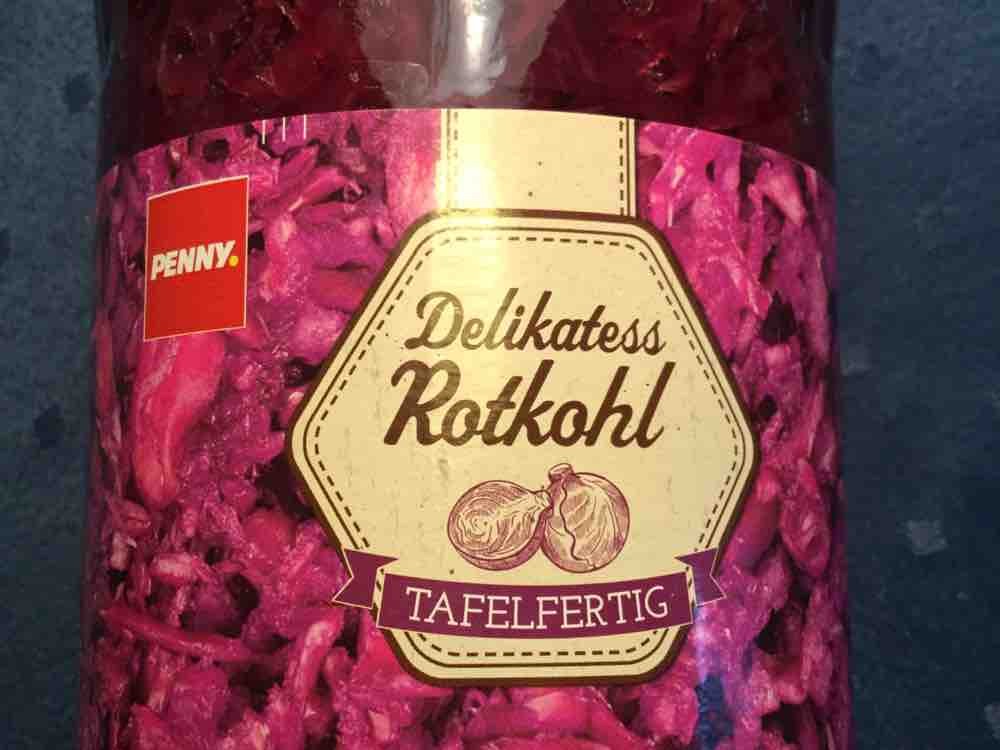 PENNY.
Delikatess
Rotkohl
TAFELFERTIG